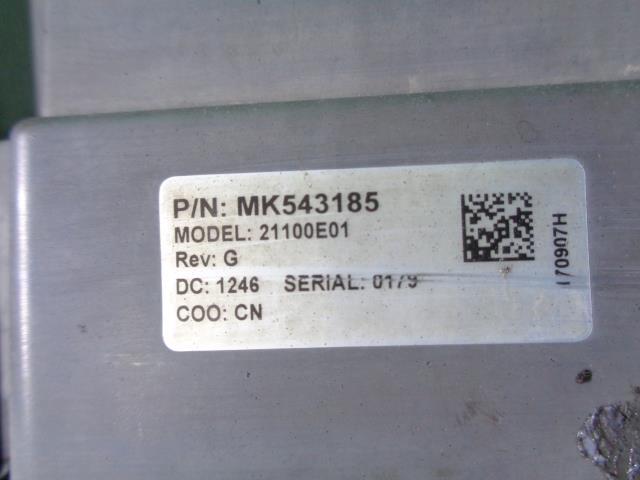 P/N: MK543185
MODEL: 21100E01
Rev: G
DC: 1246 SERIAL: 0179
COO: CN
170907H